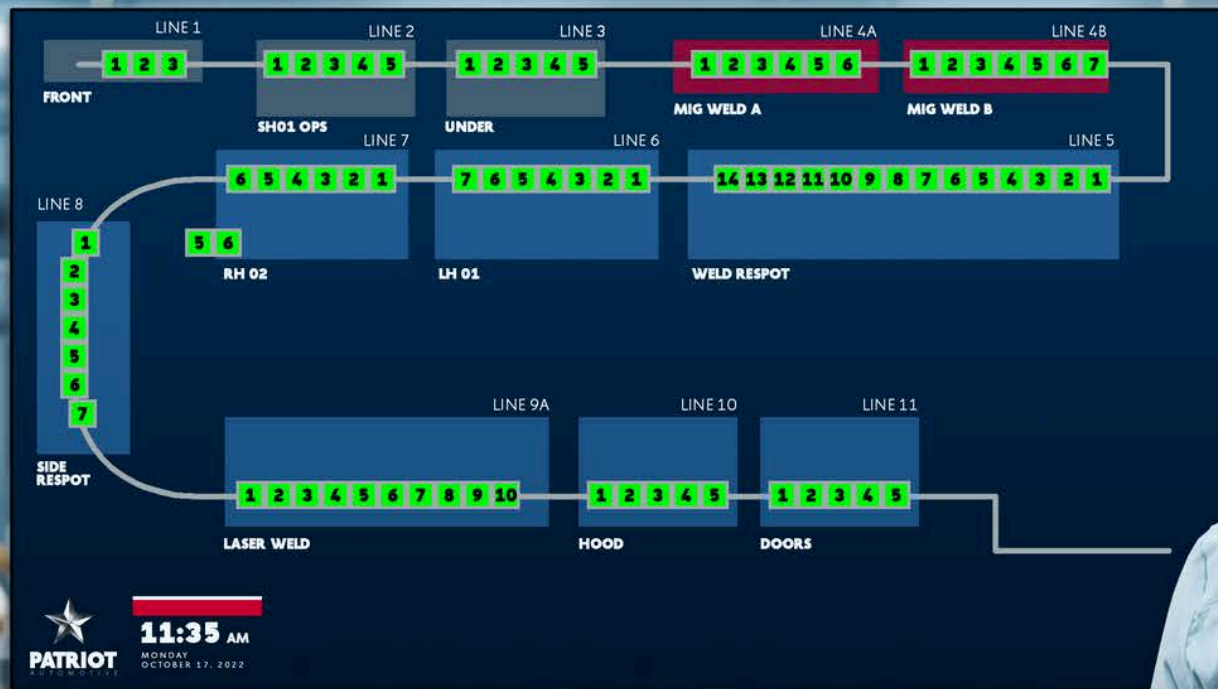 LINE 1
1 2 3
FRONT
LINE 2
1 2 3 4 5
SH01 OPS
LINE 3
1 2 3 4 5
UNDER
LINE 4A
1 2 3 4 5 6
MIG WELD A
LINE 4B
1 2 3 4 5 6 7
MIG WELD B
LINE 7
6 5 4 3 2 1
5 6
RH 02
LINE 6
7 6 5 4 3 2 1
LH 01
LINE 5
14 13 12 11 10 9 8 7 6 5 4 3 2 1
WELD RESPOT
LINE 8
1
2
3
4
5
6
7
SIDE
RESPOT
LINE 9A
1 2 3 4 5 6 7 8 9 10
LASER WELD
LINE 10
1 2 3 4 5
HOOD
LINE 11
1 2 3 4 5
DOORS
PATRIOT
AUTOMOTIVE
11:35 AM
MONDAY
OCTOBER 17, 2022